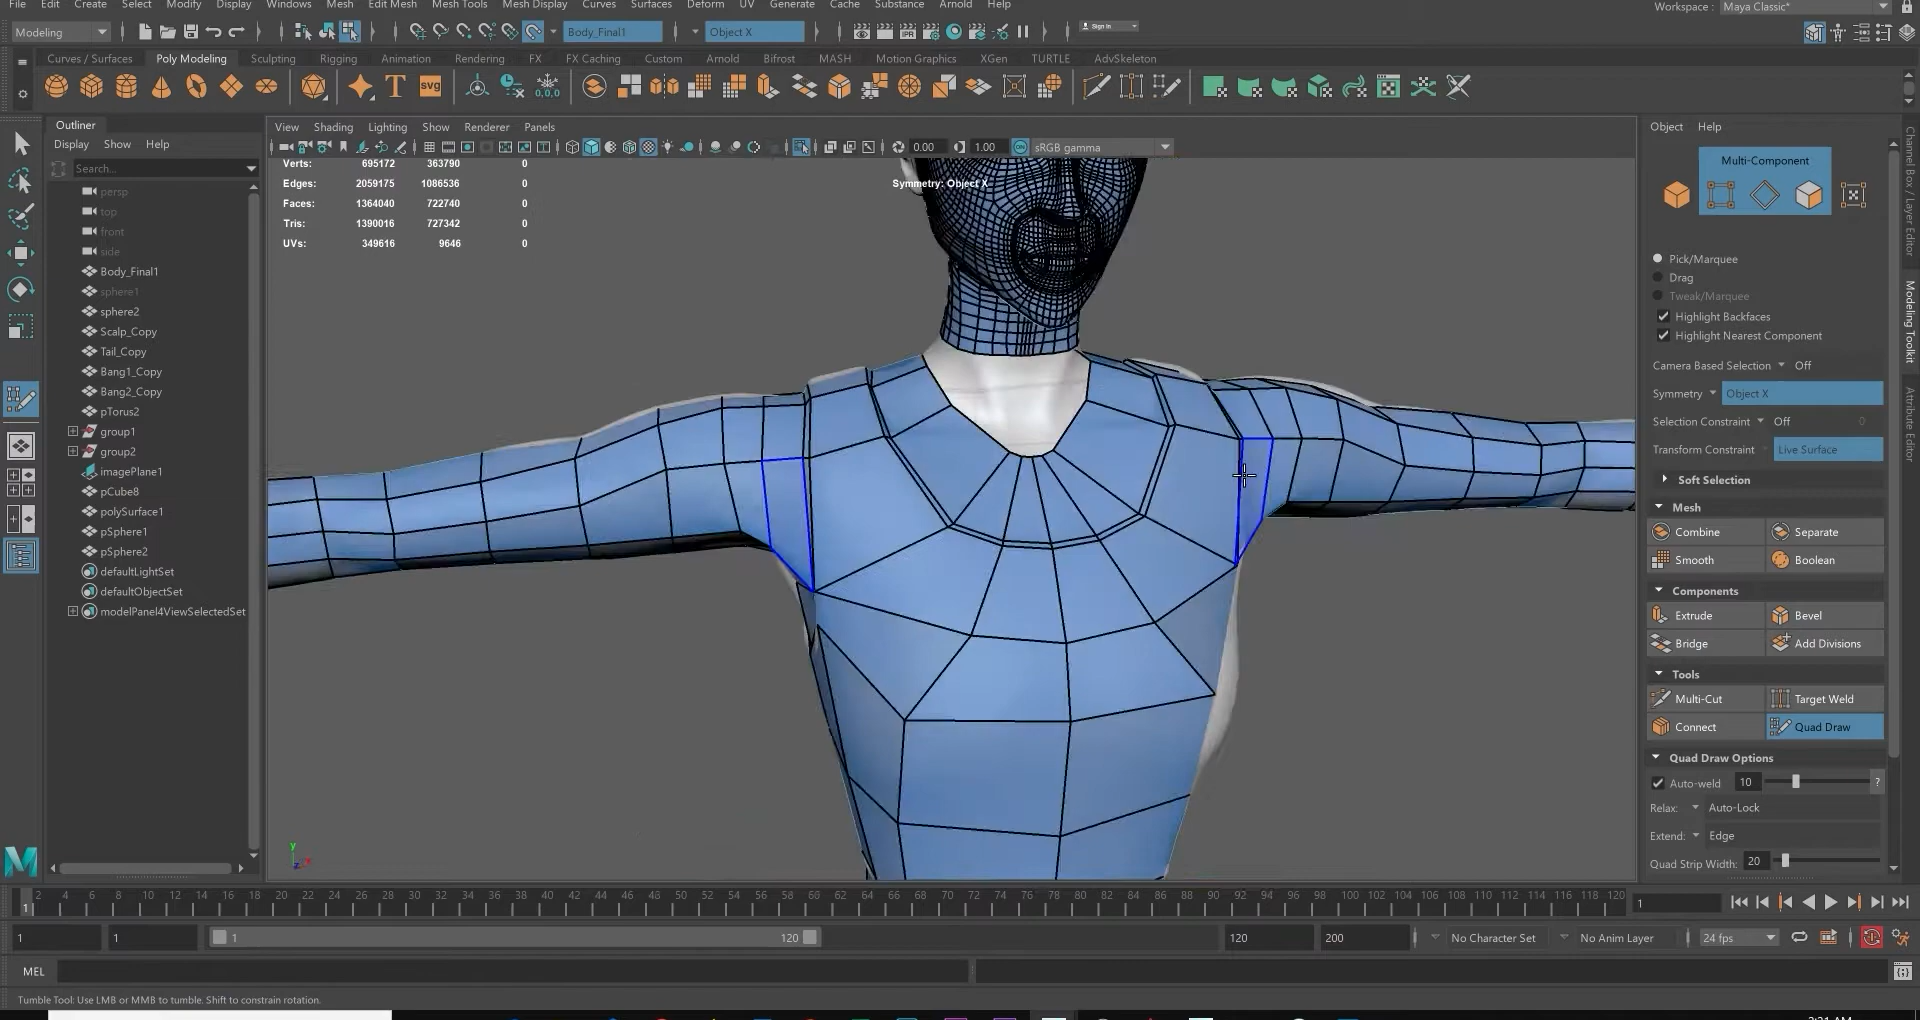 File Edit Create Select Modify Display Windows Mesh Edit Mesh Mesh Tools Mesh Display Curves Surfaces Deform UV Generate Cache Substance Arnold Help Workspace : Maya Classic*
Modeling Body_Final1 Object X Sign In
Curves / Surfaces Poly Modeling Sculpting Rigging Animation Rendering FX FX Caching Custom Arnold Bifrost MASH Motion Graphics XGen TURTLE AdvSkeleton
T SVG 0,0,0
Outliner
Display Show Help
Search...
persp
top
front
side
Body_Final1
sphere1
sphere2
Scalp_Copy
Tail_Copy
Bang1_Copy
Bang2_Copy
pTorus2
group1
group2
imagePlane1
pCube8
polySurface1
pSphere1
pSphere2
defaultLightSet
defaultObjectSet
modelPanel4ViewSelectedSet
View Shading Lighting Show Renderer Panels
0.00 1.00 ON sRGB gamma
Verts: 695172 363790 0
Edges: 2059175 1086536 0
Faces: 1364040 722740 0
Tris: 1390016 727342 0
UVs: 349616 9646 0
Symmetry: Object X
y
z x
Object Help
Multi-Component
Pick/Marquee
Drag
Tweak/Marquee
Highlight Backfaces
Highlight Nearest Component
Camera Based Selection Off
Symmetry Object X
Selection Constraint Off 0
Transform Constraint Live Surface
Soft Selection
Mesh
Combine Separate
Smooth Boolean
Components
Extrude Bevel
Bridge Add Divisions
Tools
Multi-Cut Target Weld
Connect Quad Draw
Quad Draw Options
Auto-weld 10 ?
Relax: Auto-Lock
Extend: Edge
Quad Strip Width: 20
Channel Box / Layer Editor
Modeling Toolkit
Attribute Editor
1 2 4 6 8 10 12 14 16 18 20 22 24 26 28 30 32 34 36 38 40 42 44 46 48 50 52 54 56 58 60 62 64 66 68 70 72 74 76 78 80 82 84 86 88 90 92 94 96 98 100 102 104 106 108 110 112 114 116 118 120 1
1 1 1 120 120 200 No Character Set No Anim Layer 24 fps
MEL
Tumble Tool: Use LMB or MMB to tumble. Shift to constrain rotation.